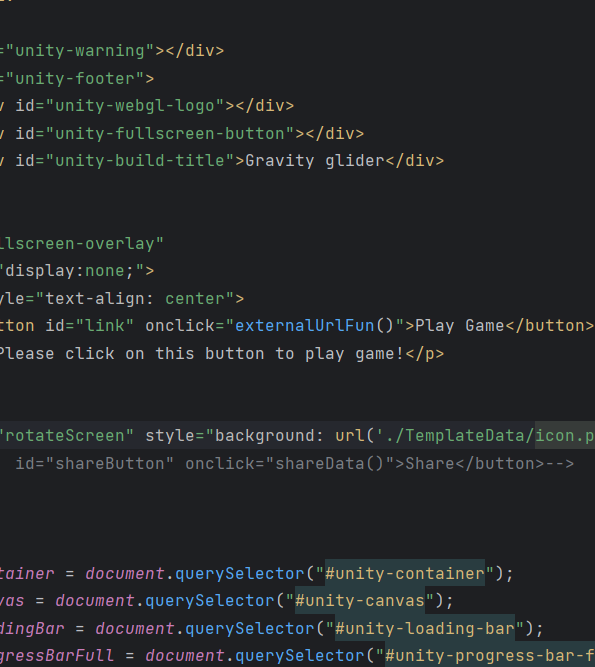 ="unity-warning"></div>
="unity-footer">
v id="unity-webgl-logo"></div>
v id="unity-fullscreen-button"></div>
v id="unity-build-title">Gravity glider</div>
llscreen-overlay"
"display:none;">
yle="text-align: center">
tton id="link" onclick="externalUrlFun()">Play Game</button>
Please click on this button to play game!</p>
"rotateScreen" style="background: url('./TemplateData/icon.p
id="shareButton" onclick="shareData()">Share</button>-->
tainer = document.querySelector("#unity-container");
vas = document.querySelector("#unity-canvas");
dingBar = document.querySelector("#unity-loading-bar");
gressBarFull = document.querySelector("#unity-progress-bar-f